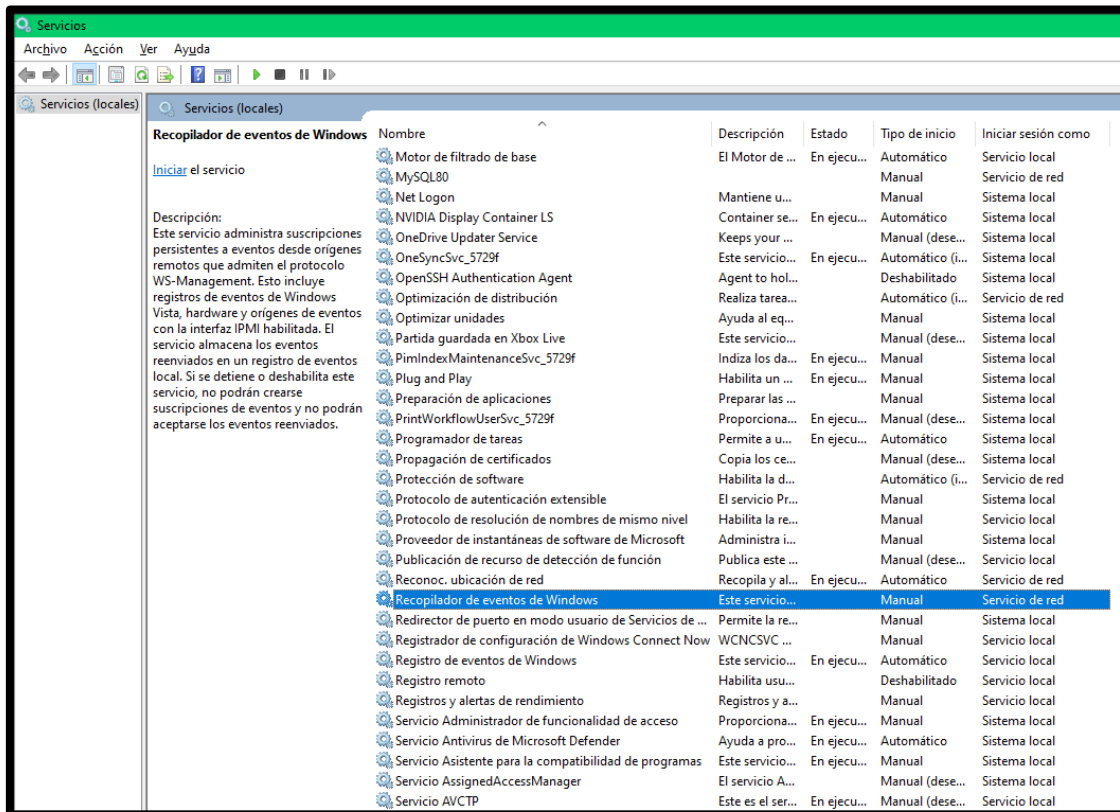 Servicios
Archivo Acción Ver Ayuda
Servicios (locales)
Servicios (locales)
Recopilador de eventos de Windows
Iniciar el servicio
Descripción:
Este servicio administra suscripciones
persistentes a eventos desde orígenes
remotos que admiten el protocolo
WS-Management. Esto incluye
registros de eventos de Windows
Vista, hardware y orígenes de eventos
con la interfaz IPMI habilitada. El
servicio almacena los eventos
reenviados en un registro de eventos
local. Si se detiene o deshabilita este
servicio, no podrán crearse
suscripciones de eventos y no podrán
aceptarse los eventos reenviados.
Nombre Descripción Estado Tipo de inicio Iniciar sesión como
Motor de filtrado de base El Motor de ... En ejecu... Automático Servicio local
MySQL80 Manual Servicio de red
Net Logon Mantiene u... Manual Sistema local
NVIDIA Display Container LS Container se... En ejecu... Automático Sistema local
OneDrive Updater Service Keeps your ... Manual (dese... Sistema local
OneSyncSvc_5729f Este servicio... En ejecu... Automático (i... Sistema local
OpenSSH Authentication Agent Agent to hol... Deshabilitado Sistema local
Optimización de distribución Realiza tarea... Automático (i... Servicio de red
Optimizar unidades Ayuda al eq... Manual Sistema local
Partida guardada en Xbox Live Este servicio... Manual (dese... Sistema local
PimIndexMaintenanceSvc_5729f Indiza los da... En ejecu... Manual Sistema local
Plug and Play Habilita un ... En ejecu... Manual Sistema local
Preparación de aplicaciones Preparar las ... Manual Sistema local
PrintWorkflowUserSvc_5729f Proporciona... En ejecu... Manual (dese... Sistema local
Programador de tareas Permite a u... En ejecu... Automático Sistema local
Propagación de certificados Copia los ce... Manual (dese... Sistema local
Protección de software Habilita la d... Automático (i... Servicio de red
Protocolo de autenticación extensible El servicio Pr... Manual Sistema local
Protocolo de resolución de nombres de mismo nivel Habilita la re... Manual Servicio local
Proveedor de instantáneas de software de Microsoft Administra i... Manual Sistema local
Publicación de recurso de detección de función Publica este ... Manual (dese... Servicio local
Reconoc. ubicación de red Recopila y al... En ejecu... Automático Servicio de red
Recopilador de eventos de Windows Este servicio... Manual Servicio de red
Redirector de puerto en modo usuario de Servicios de ... Permite la re... Manual Sistema local
Registrador de configuración de Windows Connect Now WCNCSVC ... Manual Servicio local
Registro de eventos de Windows Este servicio... En ejecu... Automático Servicio local
Registro remoto Habilita usu... Deshabilitado Servicio local
Registros y alertas de rendimiento Registros y a... Manual Servicio local
Servicio Administrador de funcionalidad de acceso Proporciona... En ejecu... Manual Sistema local
Servicio Antivirus de Microsoft Defender Ayuda a pro... En ejecu... Automático Sistema local
Servicio Asistente para la compatibilidad de programas Este servicio... En ejecu... Manual Sistema local
Servicio AssignedAccessManager El servicio A... Manual (dese... Sistema local
Servicio AVCTP Este es el ser... En ejecu... Manual (dese... Servicio local